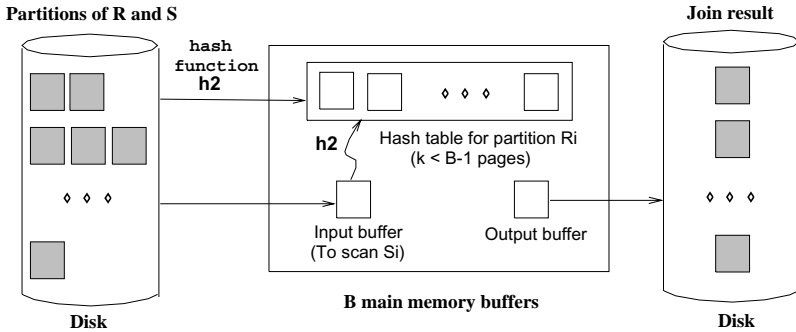 Partitions of R and S
Join result
hash
function
h2
Hash table for partition Ri
(k < B-1 pages)
h2
Input buffer
(To scan Si)
Output buffer
B main memory buffers
Disk
Disk